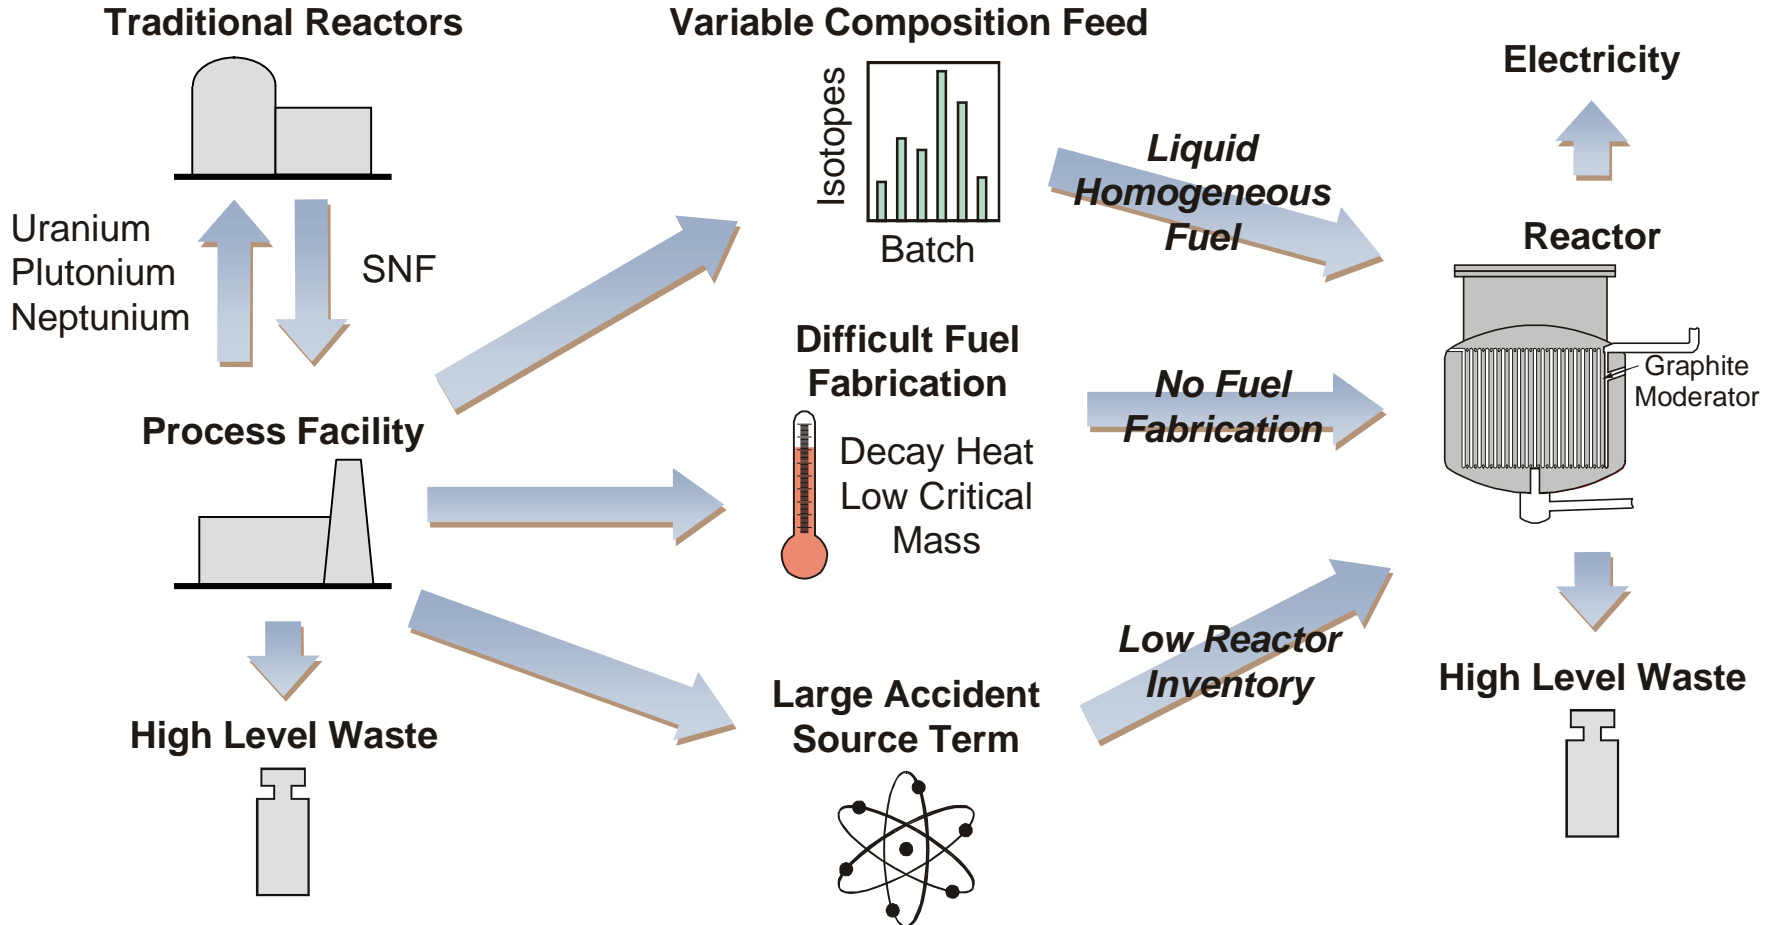 Traditional Reactors
Uranium
Plutonium
Neptunium
SNF
Process Facility
High Level Waste
Variable Composition Feed
Isotopes
Batch
Difficult Fuel
Fabrication
Decay Heat
Low Critical
Mass
Large Accident
Source Term
Liquid
Homogeneous
Fuel
No Fuel
Fabrication
Low Reactor
Inventory
Electricity
Reactor
Graphite
Moderator
High Level Waste